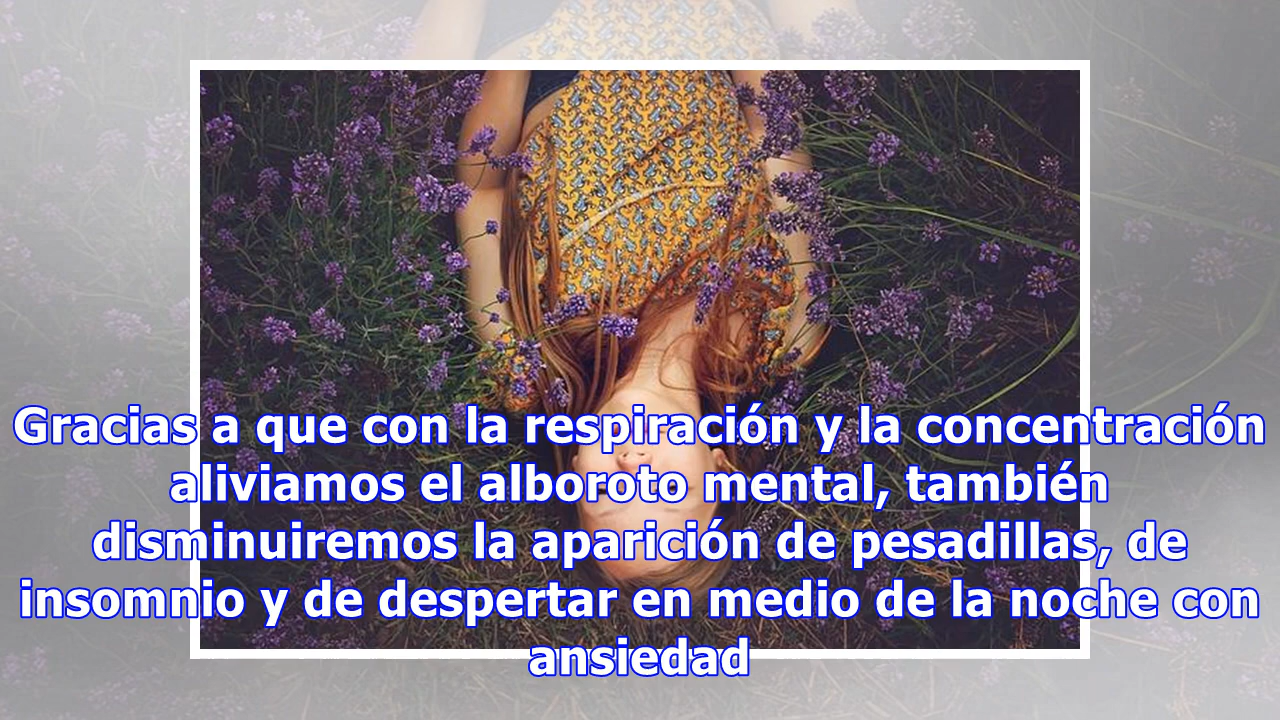 Gracias a que con la respiración y la concentración
aliviamos el alboroto mental, también
disminuiremos la aparición de pesadillas, de
insomnio y de despertar en medio de la noche con
ansiedad